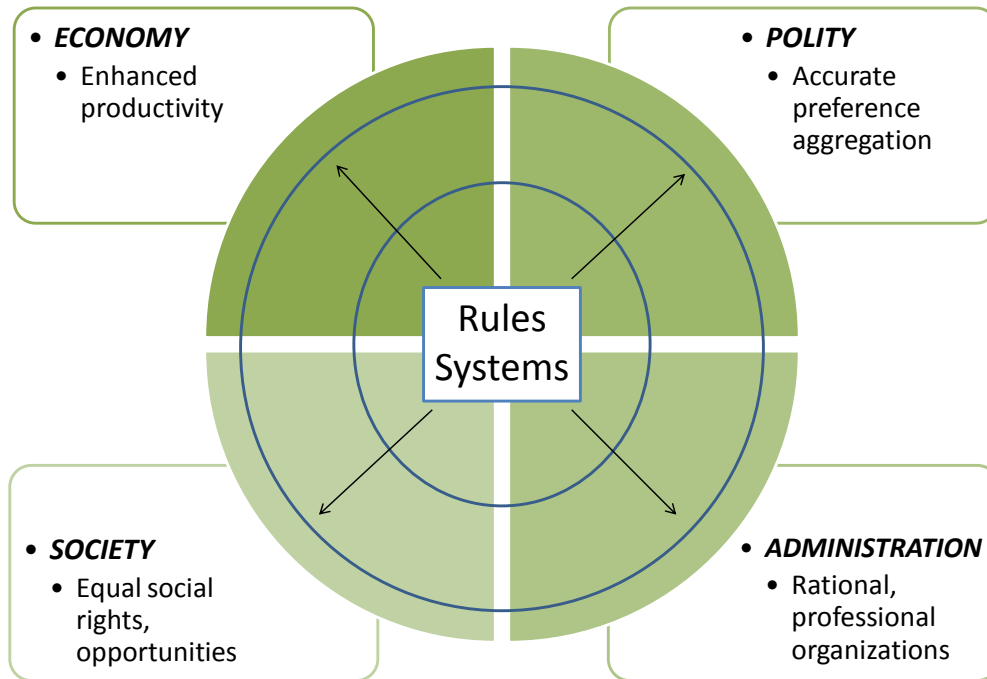 • ECONOMY
• Enhanced
productivity
• POLITY
• Accurate
preference
aggregation
Rules
Systems
• SOCIETY
• Equal social
rights,
opportunities
• ADMINISTRATION
• Rational,
professional
organizations